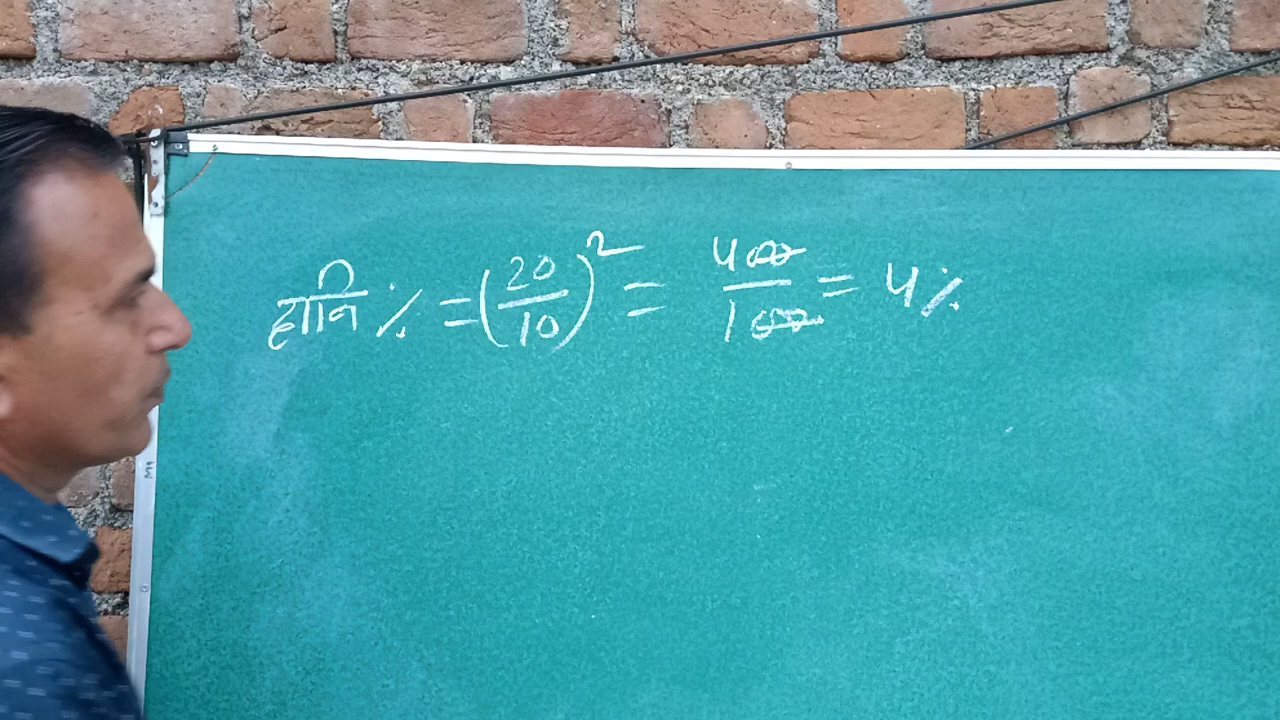 हानि % = (20/10)² = 400/100 = 4%